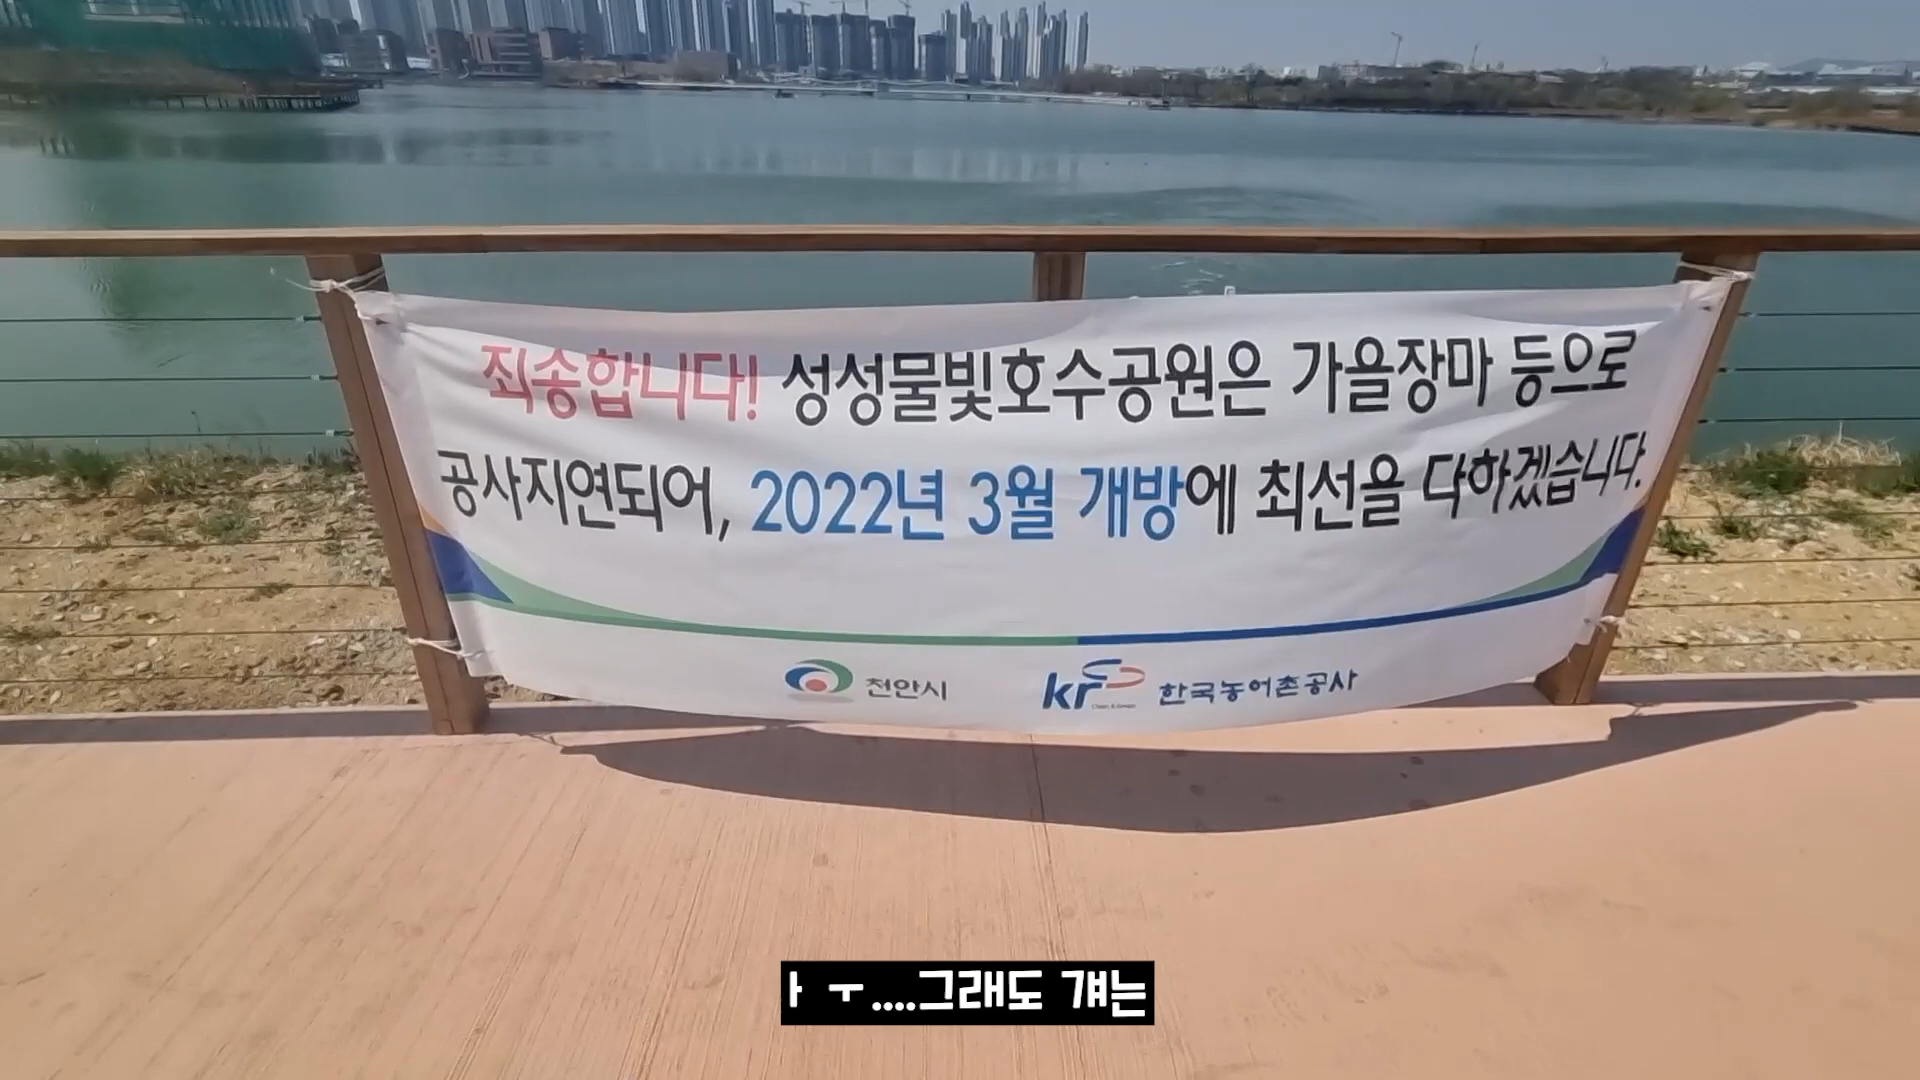 죄송합니다! 성성물빛호수공원은 가을장마 등으로
공사지연되어, 2022년 3월 개방에 최선을 다하겠습니다.
천안시
kr 한국농어촌공사
ㅏ ㅜ....그래도 걔는